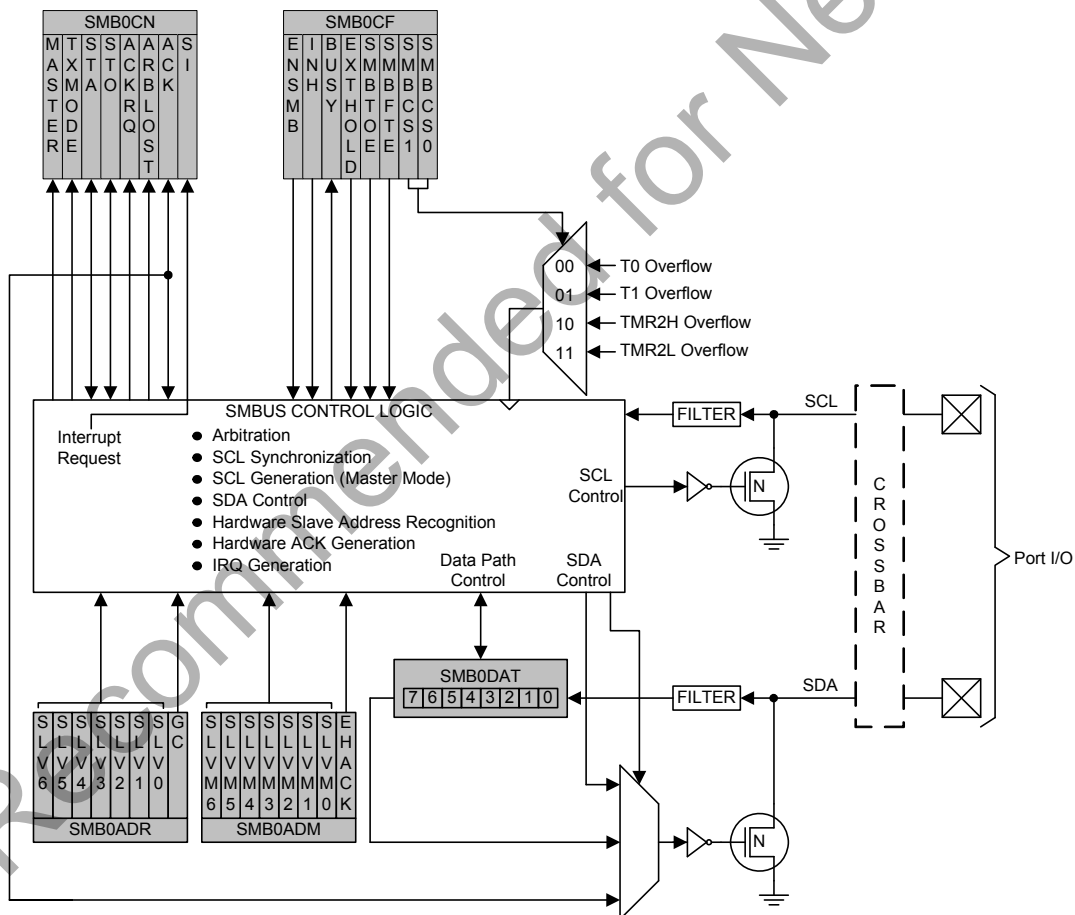 SMB0CN
MASTER
TXMODE
STA
STO
ACKRQ
ARBLOST
ACK
SI
SMB0CF
ENSMB
INH
BUSY
EXTHOLD
SMBTOE
SMBFTE
SMBCS1
SMBCS0
00
01
10
11
T0 Overflow
T1 Overflow
TMR2H Overflow
TMR2L Overflow
SMBUS CONTROL LOGIC
Interrupt
Request
● Arbitration
● SCL Synchronization
● SCL Generation (Master Mode)
● SDA Control
● Hardware Slave Address Recognition
● Hardware ACK Generation
● IRQ Generation
Data Path
Control
SDA
Control
SCL
Control
FILTER
SCL
N
CROSSBAR
Port I/O
SMB0DAT
7 6 5 4 3 2 1 0
FILTER
SDA
N
SLV6
SLV5
SLV4
SLV3
SLV2
SLV1
SLV0
GC
SMB0ADR
SLVM6
SLVM5
SLVM4
SLVM3
SLVM2
SLVM1
SLVM0
EHACK
SMB0ADM
Recommended for Ne